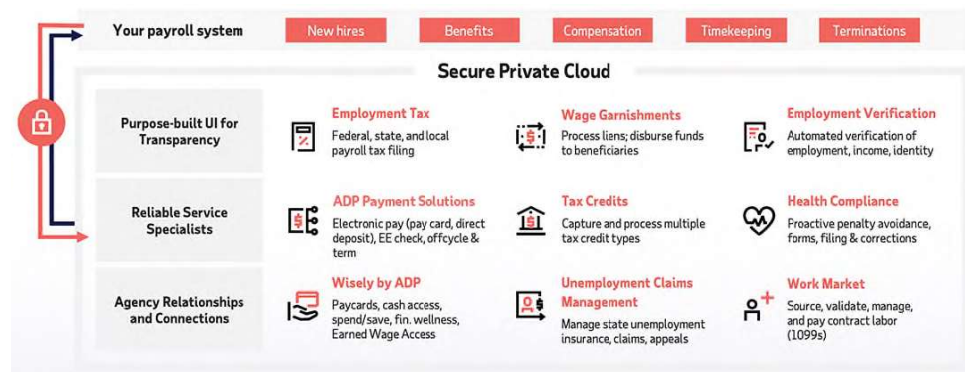 Your payroll system
New hires
Benefits
Compensation
Timekeeping
Terminations
Secure Private Cloud
Purpose-built UI for
Transparency
Employment Tax
Federal, state, and local
payroll tax filing
Wage Garnishments
Process liens; disburse funds
to beneficiaries
Employment Verification
Automated verification of
employment, income, identity
Reliable Service
Specialists
ADP Payment Solutions
Electronic pay (pay card, direct
deposit), EE check, offcycle &
term
Tax Credits
Capture and process multiple
tax credit types
Health Compliance
Proactive penalty avoidance,
forms, filing & corrections
Agency Relationships
and Connections
Wisely by ADP
Paycards, cash access,
spend/save, fin. wellness,
Earned Wage Access
Unemployment Claims
Management
Manage state unemployment
insurance, claims, appeals
Work Market
Source, validate, manage,
and pay contract labor
(1099s)